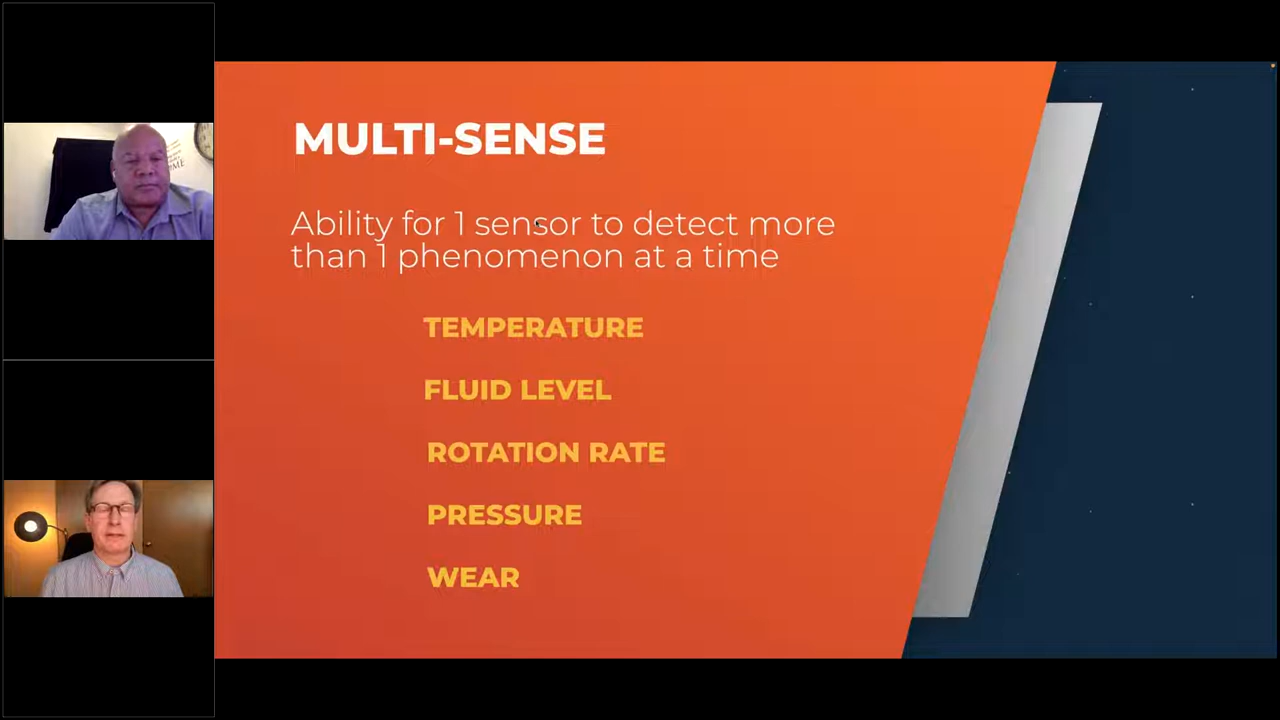 MULTI-SENSE
Ability for 1 sensor to detect more
than 1 phenomenon at a time
TEMPERATURE
FLUID LEVEL
ROTATION RATE
PRESSURE
WEAR